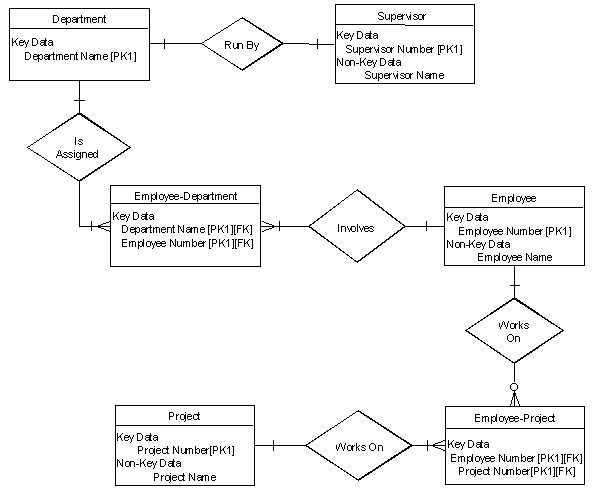 Department
Key Data
Department Name [PK1]
Run By
Supervisor
Key Data
Supervisor Number [PK1]
Non-Key Data
Supervisor Name
Is
Assigned
Employee-Department
Key Data
Department Name [PK1][FK]
Employee Number [PK1][FK]
Involves
Employee
Key Data
Employee Number [PK1]
Non-Key Data
Employee Name
Works
On
Project
Key Data
Project Number[PK1]
Non-Key Data
Project Name
Works On
Employee-Project
Key Data
Employee Number [PK1][FK]
Project Number[PK1][FK]